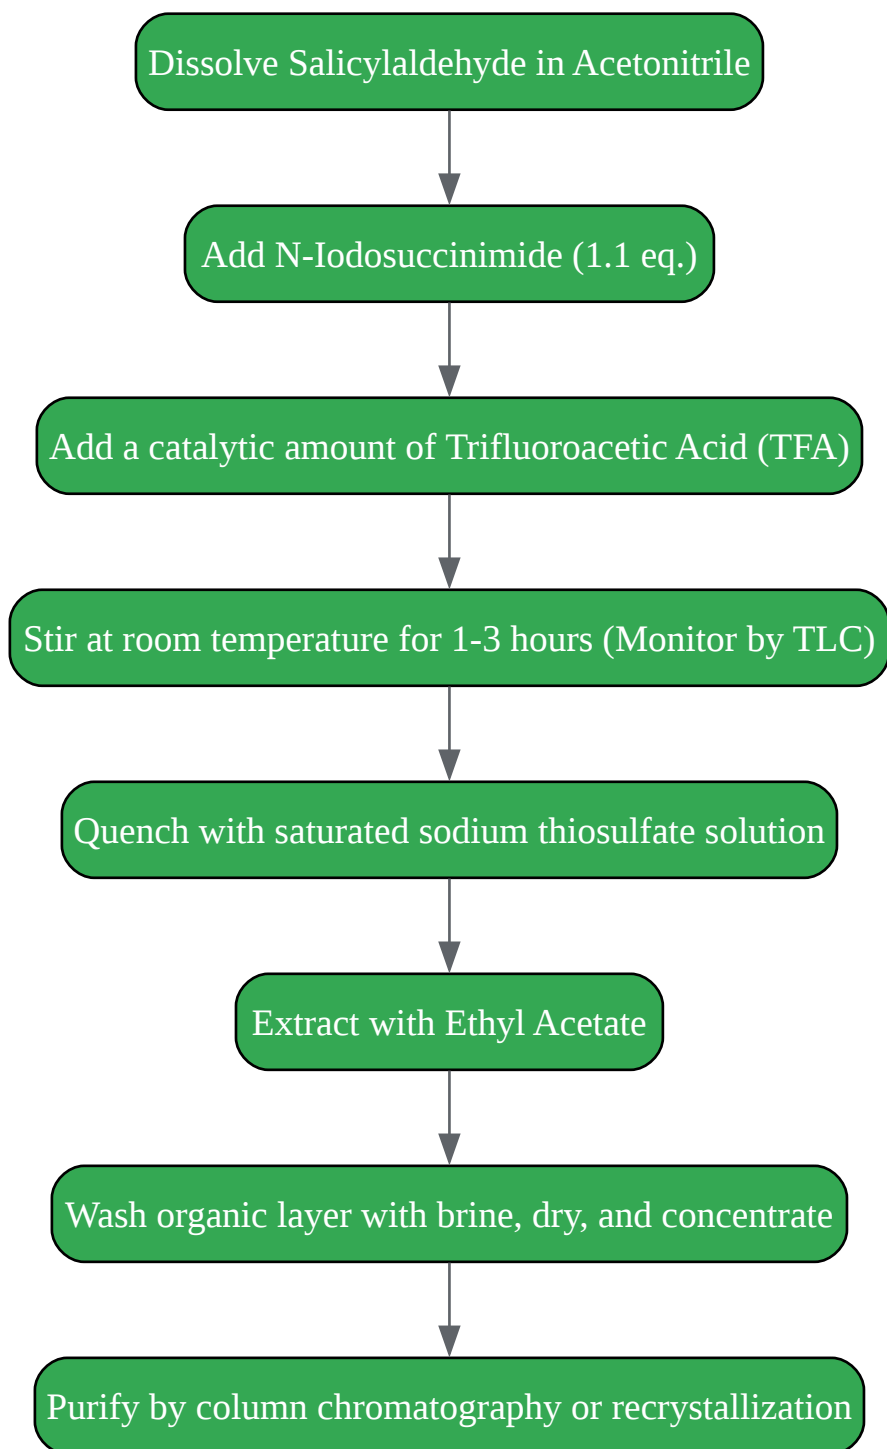 Dissolve Salicylaldehyde in Acetonitrile
Add N-Iodosuccinimide (1.1 eq.)
Add a catalytic amount of Trifluoroacetic Acid (TFA)
Stir at room temperature for 1-3 hours (Monitor by TLC)
Quench with saturated sodium thiosulfate solution
Extract with Ethyl Acetate
Wash organic layer with brine, dry, and concentrate
Purify by column chromatography or recrystallization